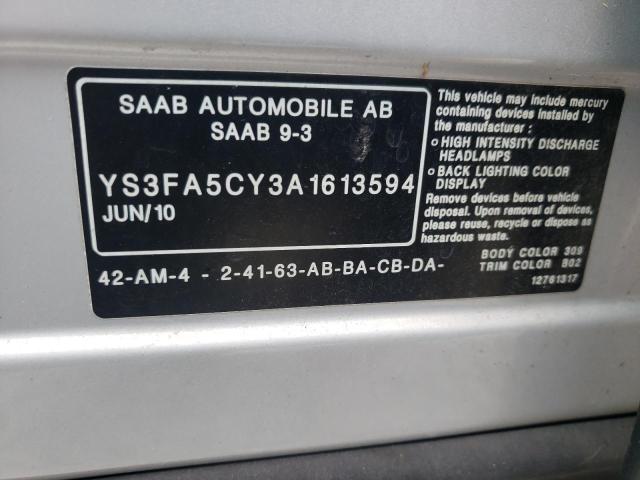 SAAB AUTOMOBILE AB
SAAB 9-3
YS3FA5CY3A1613594
JUN/10
42-AM-4 - 2-41-63-AB-BA-CB-DA-
This vehicle may include mercury
containing devices installed by
the manufacturer :
o HIGH INTENSITY DISCHARGE
HEADLAMPS
o BACK LIGHTING COLOR
DISPLAY
Remove devices before vehicle
disposal. Upon removal of devices,
please reuse, recycle or dispose as
hazardous waste.
BODY COLOR 309
TRIM COLOR 802
12761317